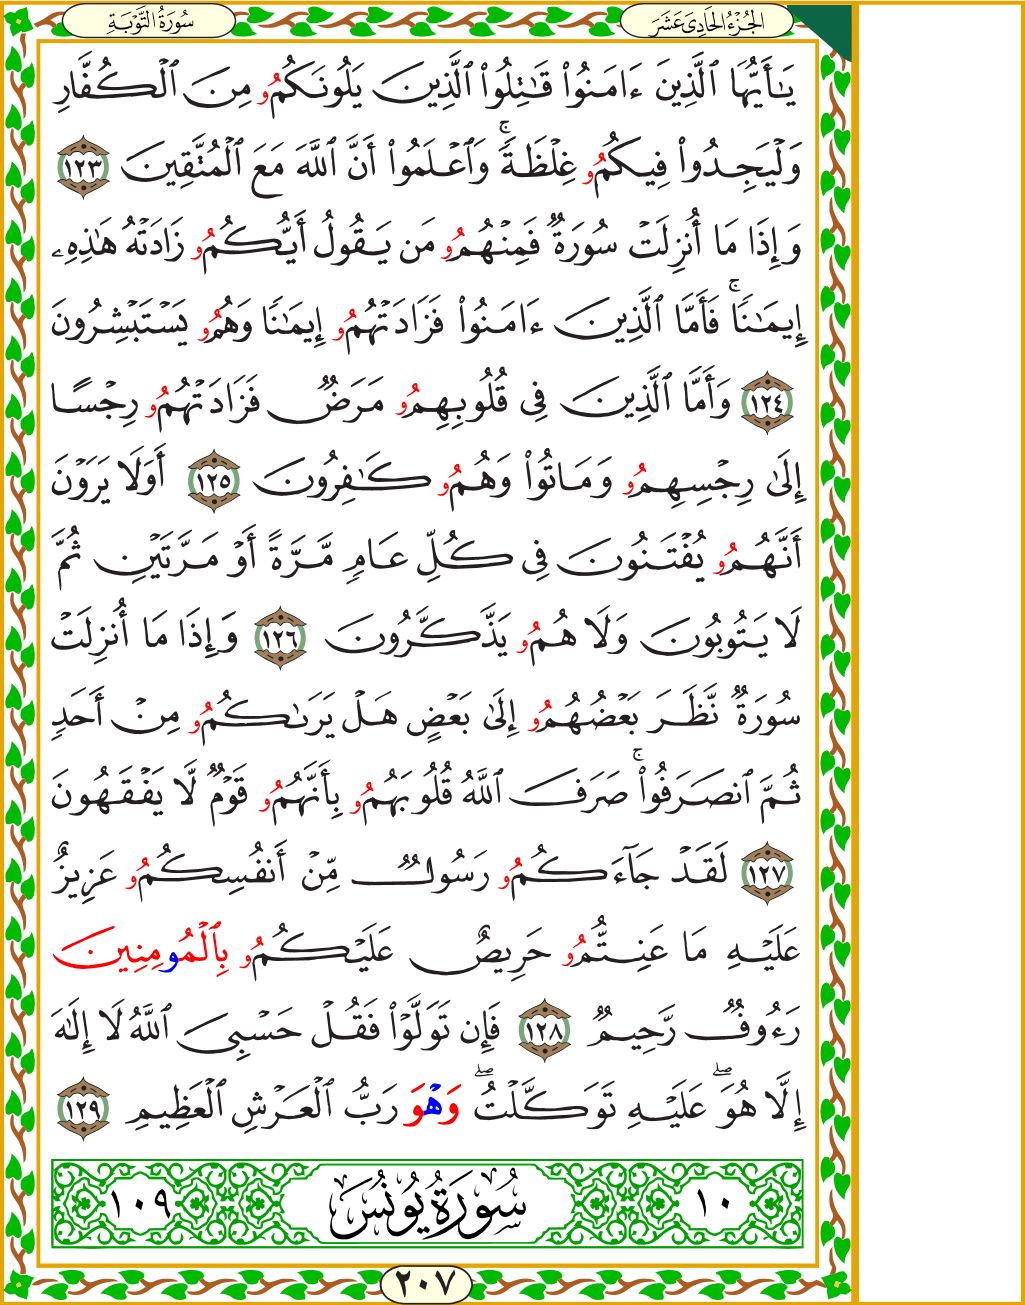 سُورَةُ التَّوْبَةِ
الجُزْءُ الحَادِىَ عَشَرَ
يَٰٓأَيُّهَا ٱلَّذِينَ ءَامَنُوا۟ قَٰتِلُوا۟ ٱلَّذِينَ يَلُونَكُمُو مِنَ ٱلْكُفَّارِ
وَلْيَجِدُوا۟ فِيكُمُو غِلْظَةً ۚ وَٱعْلَمُوٓا۟ أَنَّ ٱللَّهَ مَعَ ٱلْمُتَّقِينَ ١٢٣
وَإِذَا مَا أُنزِلَتْ سُورَةٌ فَمِنْهُمُو مَن يَقُولُ أَيُّكُمُو زَادَتْهُ هَٰذِهِۦ
إِيمَٰنًا ۚ فَأَمَّا ٱلَّذِينَ ءَامَنُوا۟ فَزَادَتْهُمُو إِيمَٰنًا وَهُمُو يَسْتَبْشِرُونَ
١٢٤ وَأَمَّا ٱلَّذِينَ فِى قُلُوبِهِمُو مَرَضٌ فَزَادَتْهُمُو رِجْسًا
إِلَىٰ رِجْسِهِمُو وَمَاتُوا۟ وَهُمُو كَٰفِرُونَ ١٢٥ أَوَلَا يَرَوْنَ
أَنَّهُمُو يُفْتَنُونَ فِى كُلِّ عَامٍ مَّرَّةً أَوْ مَرَّتَيْنِ ثُمَّ
لَا يَتُوبُونَ وَلَا هُمُو يَذَّكَّرُونَ ١٢٦ وَإِذَا مَا أُنزِلَتْ
سُورَةٌ نَّظَرَ بَعْضُهُمُو إِلَىٰ بَعْضٍ هَلْ يَرَىٰكُمُو مِنْ أَحَدٍ
ثُمَّ ٱنصَرَفُوا۟ ۚ صَرَفَ ٱللَّهُ قُلُوبَهُمُو بِأَنَّهُمُو قَوْمٌ لَّا يَفْقَهُونَ
١٢٧ لَقَدْ جَآءَكُمُو رَسُولٌ مِّنْ أَنفُسِكُمُو عَزِيزٌ
عَلَيْهِ مَا عَنِتُّمُو حَرِيصٌ عَلَيْكُمُو بِٱلْمُومِنِينَ
رَءُوفٌ رَّحِيمٌ ١٢٨ فَإِن تَوَلَّوْا۟ فَقُلْ حَسْبِىَ ٱللَّهُ لَا إِلَٰهَ
إِلَّا هُوَ ۖ عَلَيْهِ تَوَكَّلْتُ ۖ وَهْوَ رَبُّ ٱلْعَرْشِ ٱلْعَظِيمِ ١٢٩
١٠ سُورَةُ يُونُسَ ١٠٩
٢٠٧